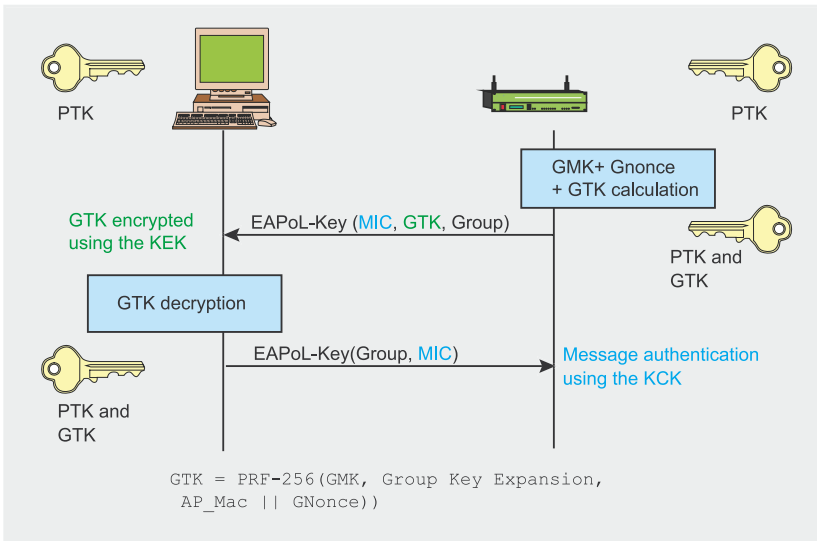 PTK
PTK
GMK+ Gnonce
+ GTK calculation
GTK encrypted
using the KEK
EAPoL-Key (MIC, GTK, Group)
PTK and
GTK
GTK decryption
EAPoL-Key(Group, MIC)
Message authentication
using the KCK
PTK and
GTK
GTK = PRF-256(GMK, Group Key Expansion,
AP_Mac || GNonce))